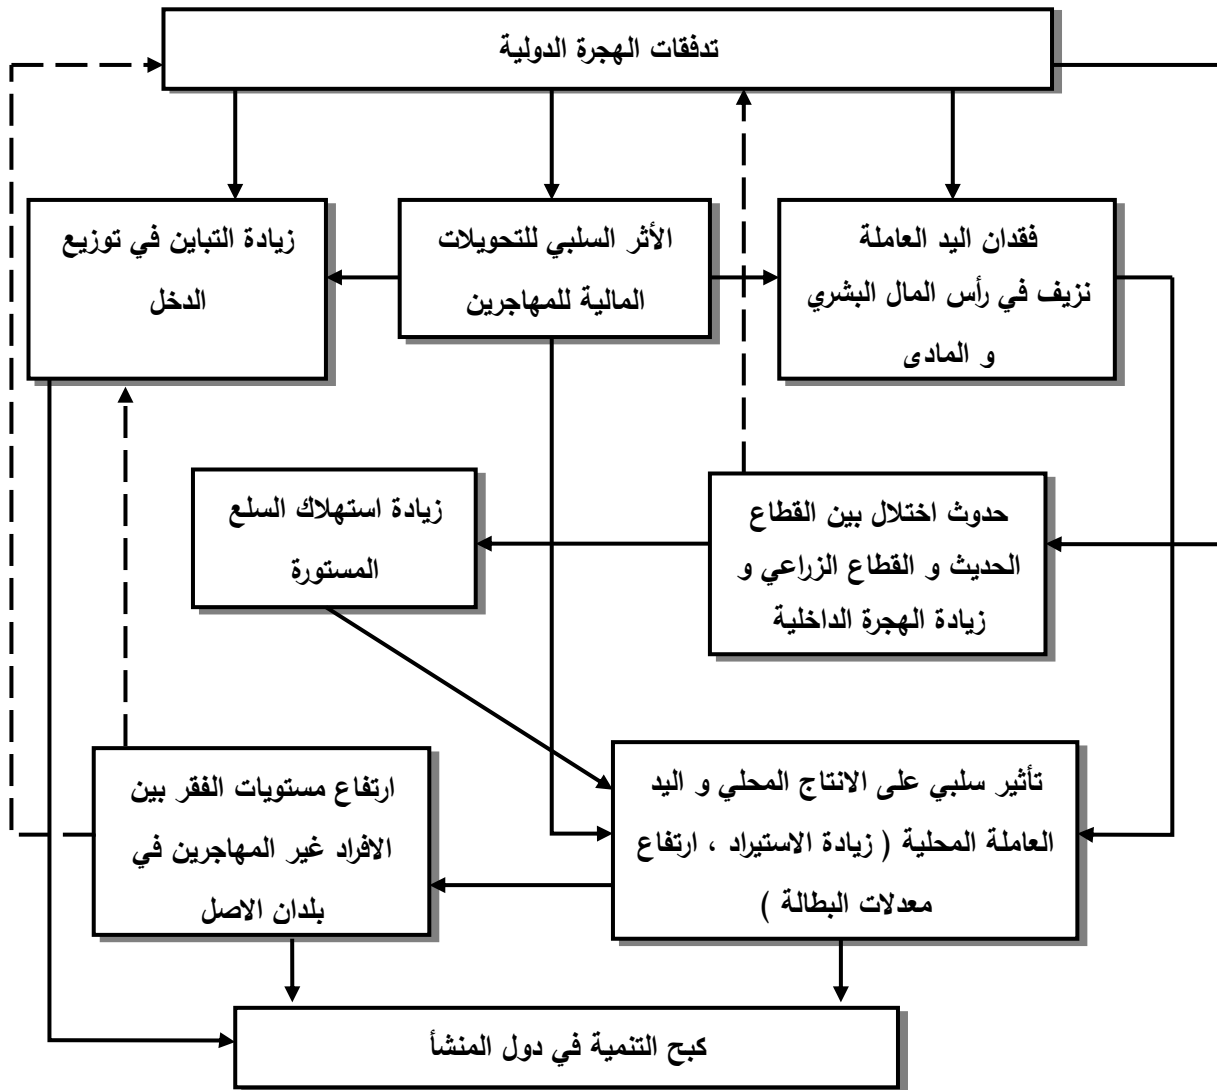 تدفقات الهجرة الدولية
فقدان اليد العاملة
نزيف في رأس المال البشري
و المادى
الأثر السلبي للتحويلات
المالية للمهاجرين
زيادة التباين في توزيع
الدخل
حدوث اختلال بين القطاع
الحديث و القطاع الزراعي و
زيادة الهجرة الداخلية
زيادة استهلاك السلع
المستورة
تأثير سلبي على الانتاج المحلي و اليد
العاملة المحلية ( زيادة الاستيراد ، ارتفاع
معدلات البطالة )
ارتفاع مستويات الفقر بين
الافراد غير المهاجرين في
بلدان الاصل
كبح التنمية في دول المنشأ